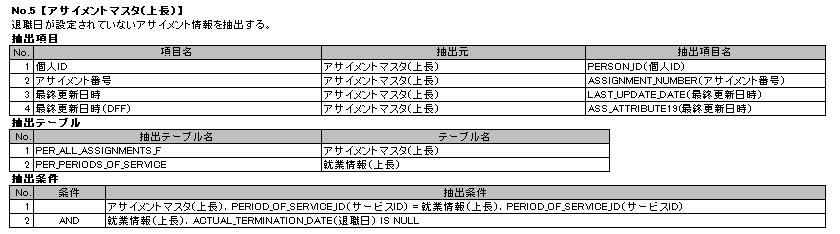 No.5【アサイメントマスタ(上長)】
退職日が設定されていないアサイメント情報を抽出する。
抽出項目
No. 項目名 抽出元 抽出項目名
1 個人ID アサイメントマスタ(上長) PERSON_ID(個人ID)
2 アサイメント番号 アサイメントマスタ(上長) ASSIGNMENT_NUMBER(アサイメント番号)
3 最終更新日時 アサイメントマスタ(上長) LAST_UPDATE_DATE(最終更新日時)
4 最終更新日時(DFF) アサイメントマスタ(上長) ASS_ATTRIBUTE19(最終更新日時)
抽出テーブル
No. 抽出テーブル名 テーブル名
1 PER_ALL_ASSIGNMENTS_F アサイメントマスタ(上長)
2 PER_PERIODS_OF_SERVICE 就業情報(上長)
抽出条件
No. 条件 抽出条件
1 アサイメントマスタ(上長). PERIOD_OF_SERVICE_ID(サービスID) = 就業情報(上長). PERIOD_OF_SERVICE_ID(サービスID)
2 AND 就業情報(上長). ACTUAL_TERMINATION_DATE(退職日) IS NULL